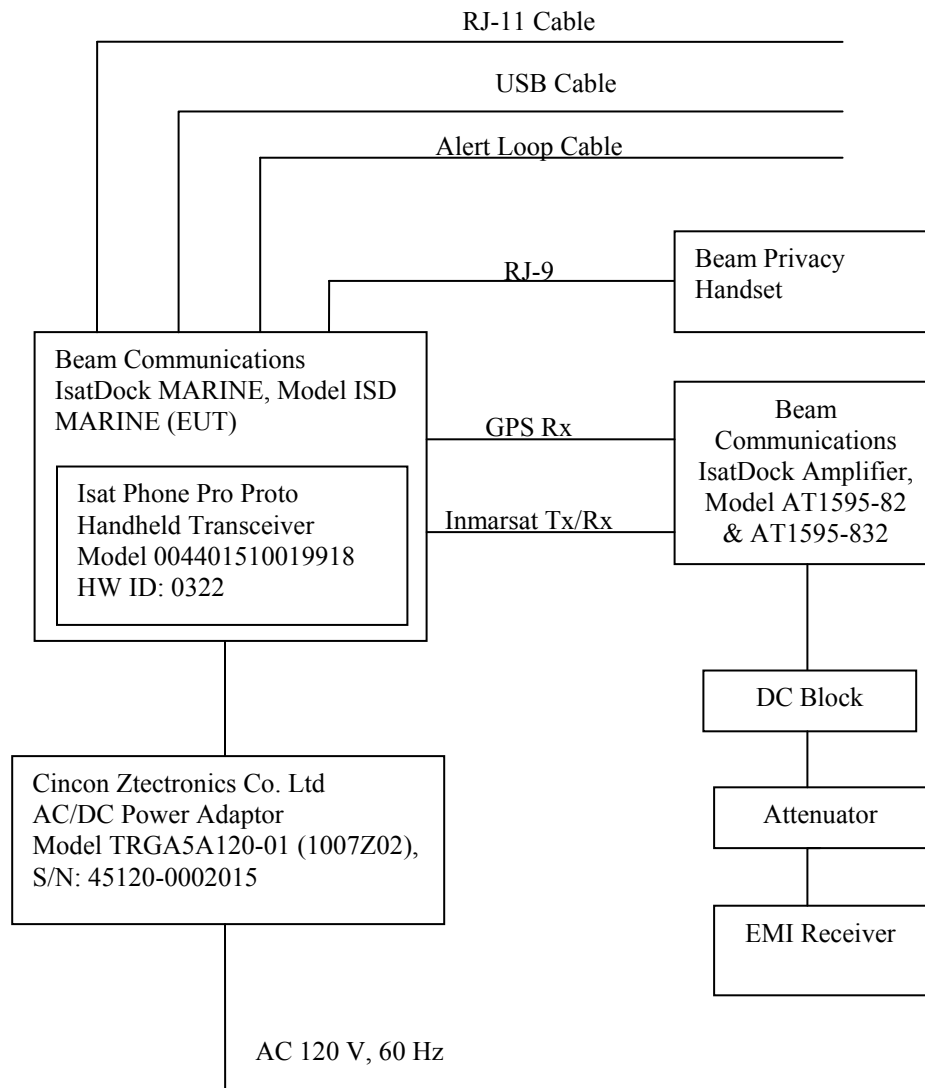 RJ-11 Cable
USB Cable
Alert Loop Cable
RJ-9
Beam Privacy
Handset
Beam Communications
IsatDock MARINE, Model ISD
MARINE (EUT)
Isat Phone Pro Proto
Handheld Transceiver
Model 004401510019918
HW ID: 0322
GPS Rx
Inmarsat Tx/Rx
Beam
Communications
IsatDock Amplifier,
Model AT1595-82
& AT1595-832
DC Block
Attenuator
EMI Receiver
Cincon Ztectronics Co. Ltd
AC/DC Power Adaptor
Model TRGA5A120-01 (1007Z02),
S/N: 45120-0002015
AC 120 V, 60 Hz